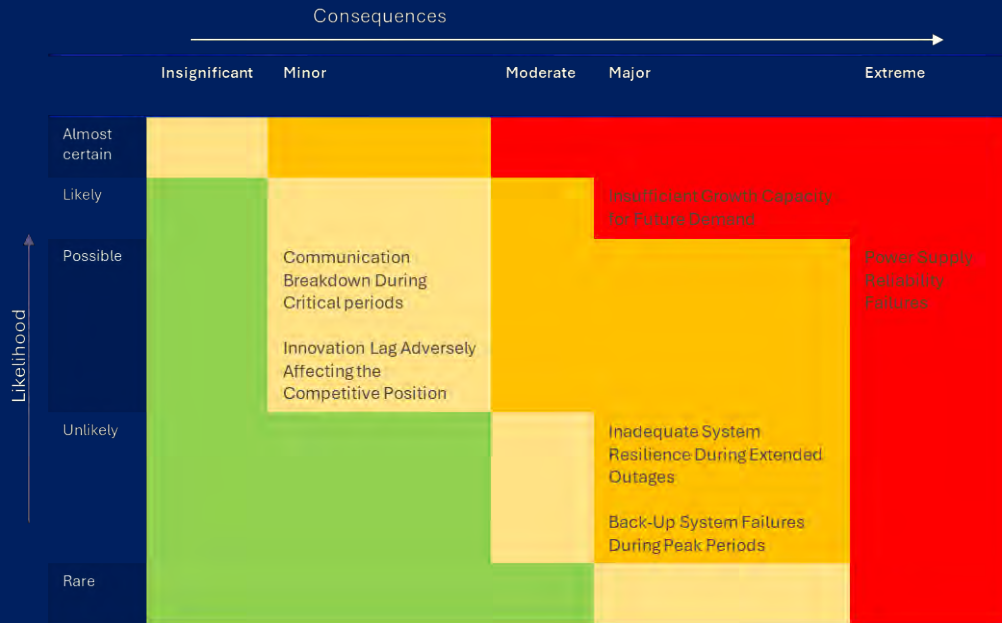 Consequences
Insignificant
Minor
Moderate
Major
Extreme
Likelihood
Almost
certain
Likely
Insufficient Growth Capacity
for Future Demand
Possible
Communication
Breakdown During
Critical periods
Innovation Lag Adversely
Affecting the
Competitive Position
Power Supply
Reliability
Failures
Unlikely
Inadequate System
Resilience During Extended
Outages
Back-Up System Failures
During Peak Periods
Rare